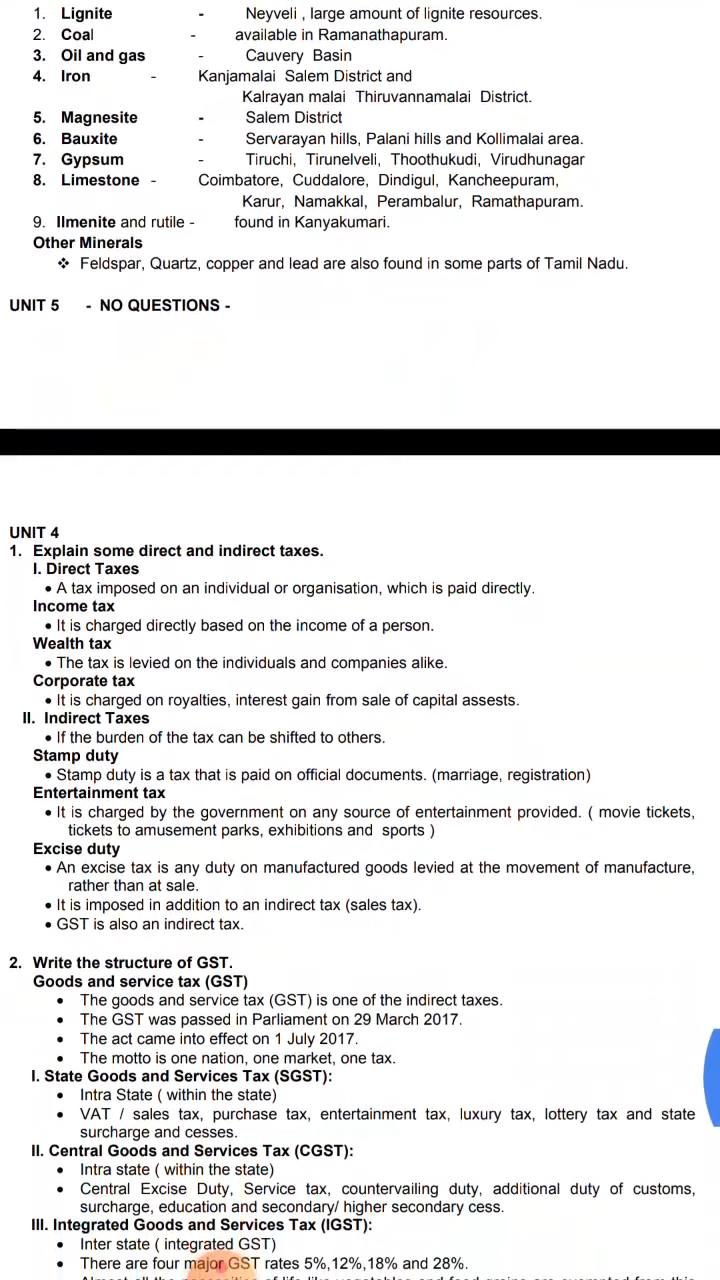 1. Lignite - Neyveli , large amount of lignite resources.
2. Coal - available in Ramanathapuram.
3. Oil and gas - Cauvery Basin
4. Iron - Kanjamalai Salem District and
Kalrayan malai Thiruvannamalai District.
5. Magnesite - Salem District
6. Bauxite - Servarayan hills, Palani hills and Kollimalai area.
7. Gypsum - Tiruchi, Tirunelveli, Thoothukudi, Virudhunagar
8. Limestone - Coimbatore, Cuddalore, Dindigul, Kancheepuram,
Karur, Namakkal, Perambalur, Ramathapuram.
9. Ilmenite and rutile - found in Kanyakumari.
Other Minerals
❖ Feldspar, Quartz, copper and lead are also found in some parts of Tamil Nadu.
UNIT 5 - NO QUESTIONS -
UNIT 4
1. Explain some direct and indirect taxes.
I. Direct Taxes
• A tax imposed on an individual or organisation, which is paid directly.
Income tax
• It is charged directly based on the income of a person.
Wealth tax
• The tax is levied on the individuals and companies alike.
Corporate tax
• It is charged on royalties, interest gain from sale of capital assests.
II. Indirect Taxes
• If the burden of the tax can be shifted to others.
Stamp duty
• Stamp duty is a tax that is paid on official documents. (marriage, registration)
Entertainment tax
• It is charged by the government on any source of entertainment provided. ( movie tickets,
tickets to amusement parks, exhibitions and sports )
Excise duty
• An excise tax is any duty on manufactured goods levied at the movement of manufacture,
rather than at sale.
• It is imposed in addition to an indirect tax (sales tax).
• GST is also an indirect tax.
2. Write the structure of GST.
Goods and service tax (GST)
• The goods and service tax (GST) is one of the indirect taxes.
• The GST was passed in Parliament on 29 March 2017.
• The act came into effect on 1 July 2017.
• The motto is one nation, one market, one tax.
I. State Goods and Services Tax (SGST):
• Intra State ( within the state)
• VAT / sales tax, purchase tax, entertainment tax, luxury tax, lottery tax and state
surcharge and cesses.
II. Central Goods and Services Tax (CGST):
• Intra state ( within the state)
• Central Excise Duty, Service tax, countervailing duty, additional duty of customs,
surcharge, education and secondary/ higher secondary cess.
III. Integrated Goods and Services Tax (IGST):
• Inter state ( integrated GST)
• There are four major GST rates 5%,12%,18% and 28%.